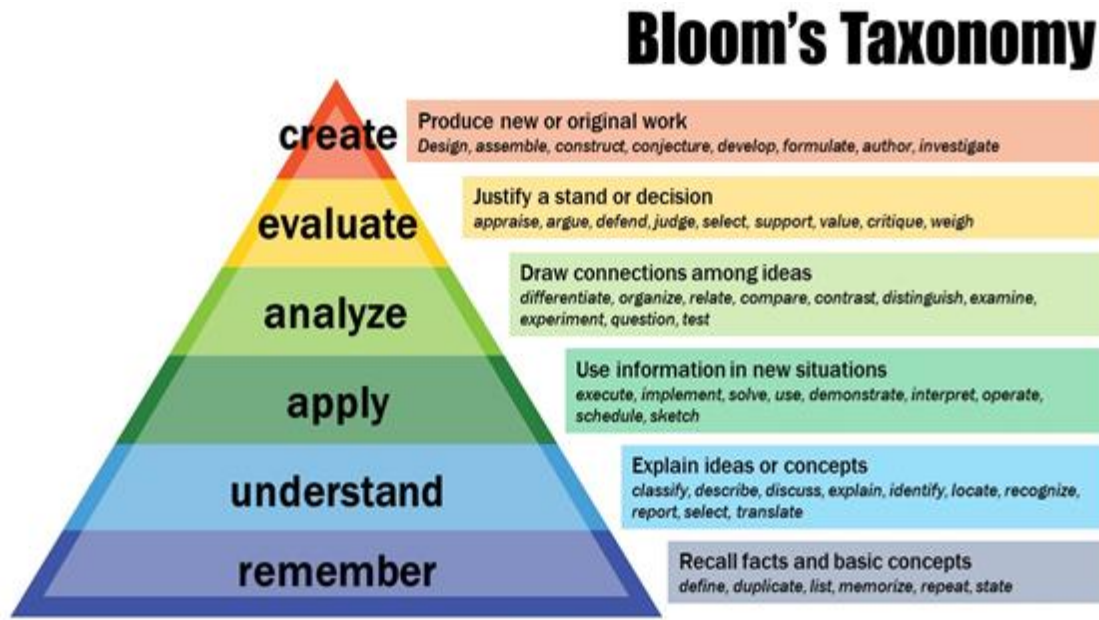 Bloom's Taxonomy
create
Produce new or original work
Design, assemble, construct, conjecture, develop, formulate, author, investigate
evaluate
Justify a stand or decision
appraise, argue, defend, judge, select, support, value, critique, weigh
analyze
Draw connections among ideas
differentiate, organize, relate, compare, contrast, distinguish, examine,
experiment, question, test
apply
Use information in new situations
execute, implement, solve, use, demonstrate, interpret, operate,
schedule, sketch
understand
Explain ideas or concepts
classify, describe, discuss, explain, identify, locate, recognize,
report, select, translate
remember
Recall facts and basic concepts
define, duplicate, list, memorize, repeat, state